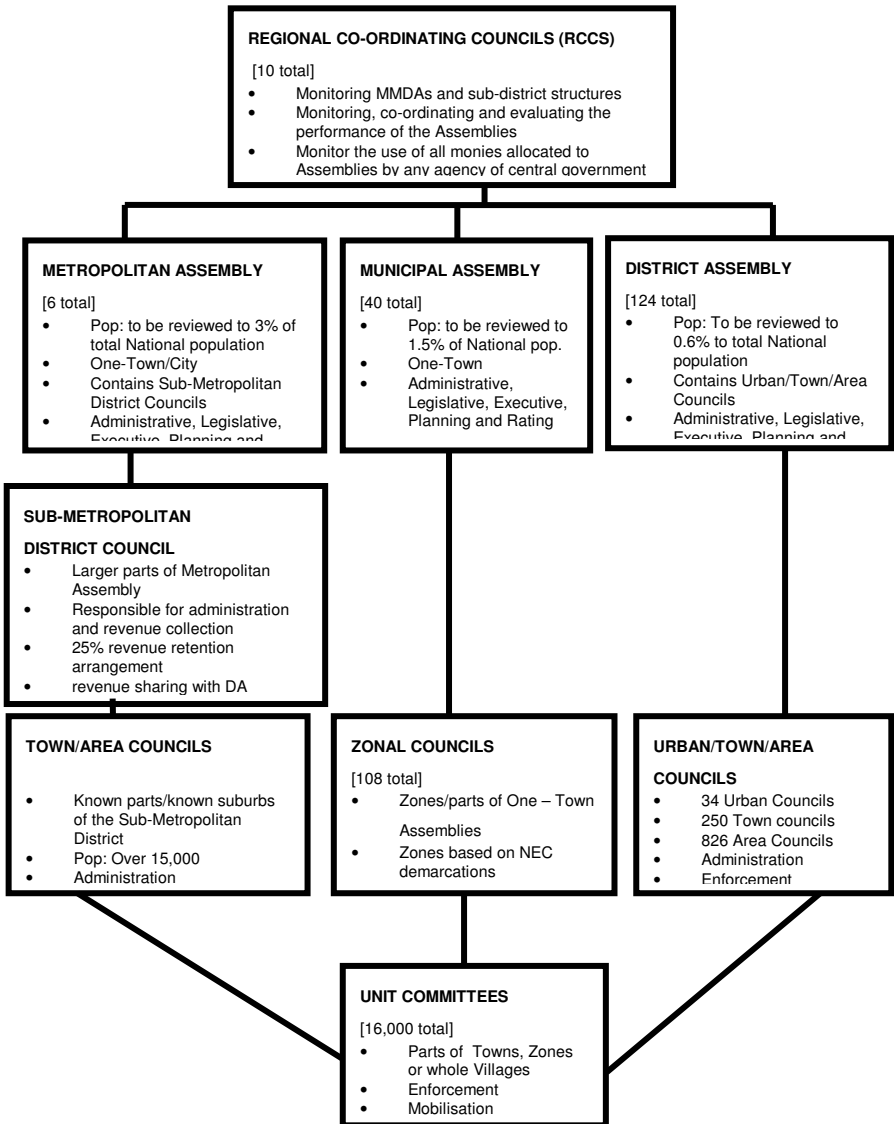 REGIONAL CO-ORDINATING COUNCILS (RCCS)
[10 total]
• Monitoring MMDAs and sub-district structures
• Monitoring, co-ordinating and evaluating the
performance of the Assemblies
• Monitor the use of all monies allocated to
Assemblies by any agency of central government
METROPOLITAN ASSEMBLY
[6 total]
• Pop: to be reviewed to 3% of
total National population
• One-Town/City
• Contains Sub-Metropolitan
District Councils
• Administrative, Legislative,
Executive, Planning and
MUNICIPAL ASSEMBLY
[40 total]
• Pop: to be reviewed to
1.5% of National pop.
• One-Town
• Administrative,
Legislative, Executive,
Planning and Rating
DISTRICT ASSEMBLY
[124 total]
• Pop: To be reviewed to
0.6% to total National
population
• Contains Urban/Town/Area
Councils
• Administrative, Legislative,
Executive, Planning and
SUB-METROPOLITAN
DISTRICT COUNCIL
• Larger parts of Metropolitan
Assembly
• Responsible for administration
and revenue collection
• 25% revenue retention
arrangement
• revenue sharing with DA
TOWN/AREA COUNCILS
• Known parts/known suburbs
of the Sub-Metropolitan
District
• Pop: Over 15,000
• Administration
ZONAL COUNCILS
[108 total]
• Zones/parts of One – Town
Assemblies
• Zones based on NEC
demarcations
URBAN/TOWN/AREA
COUNCILS
• 34 Urban Councils
• 250 Town councils
• 826 Area Councils
• Administration
• Enforcement
UNIT COMMITTEES
[16,000 total]
• Parts of Towns, Zones
or whole Villages
• Enforcement
• Mobilisation